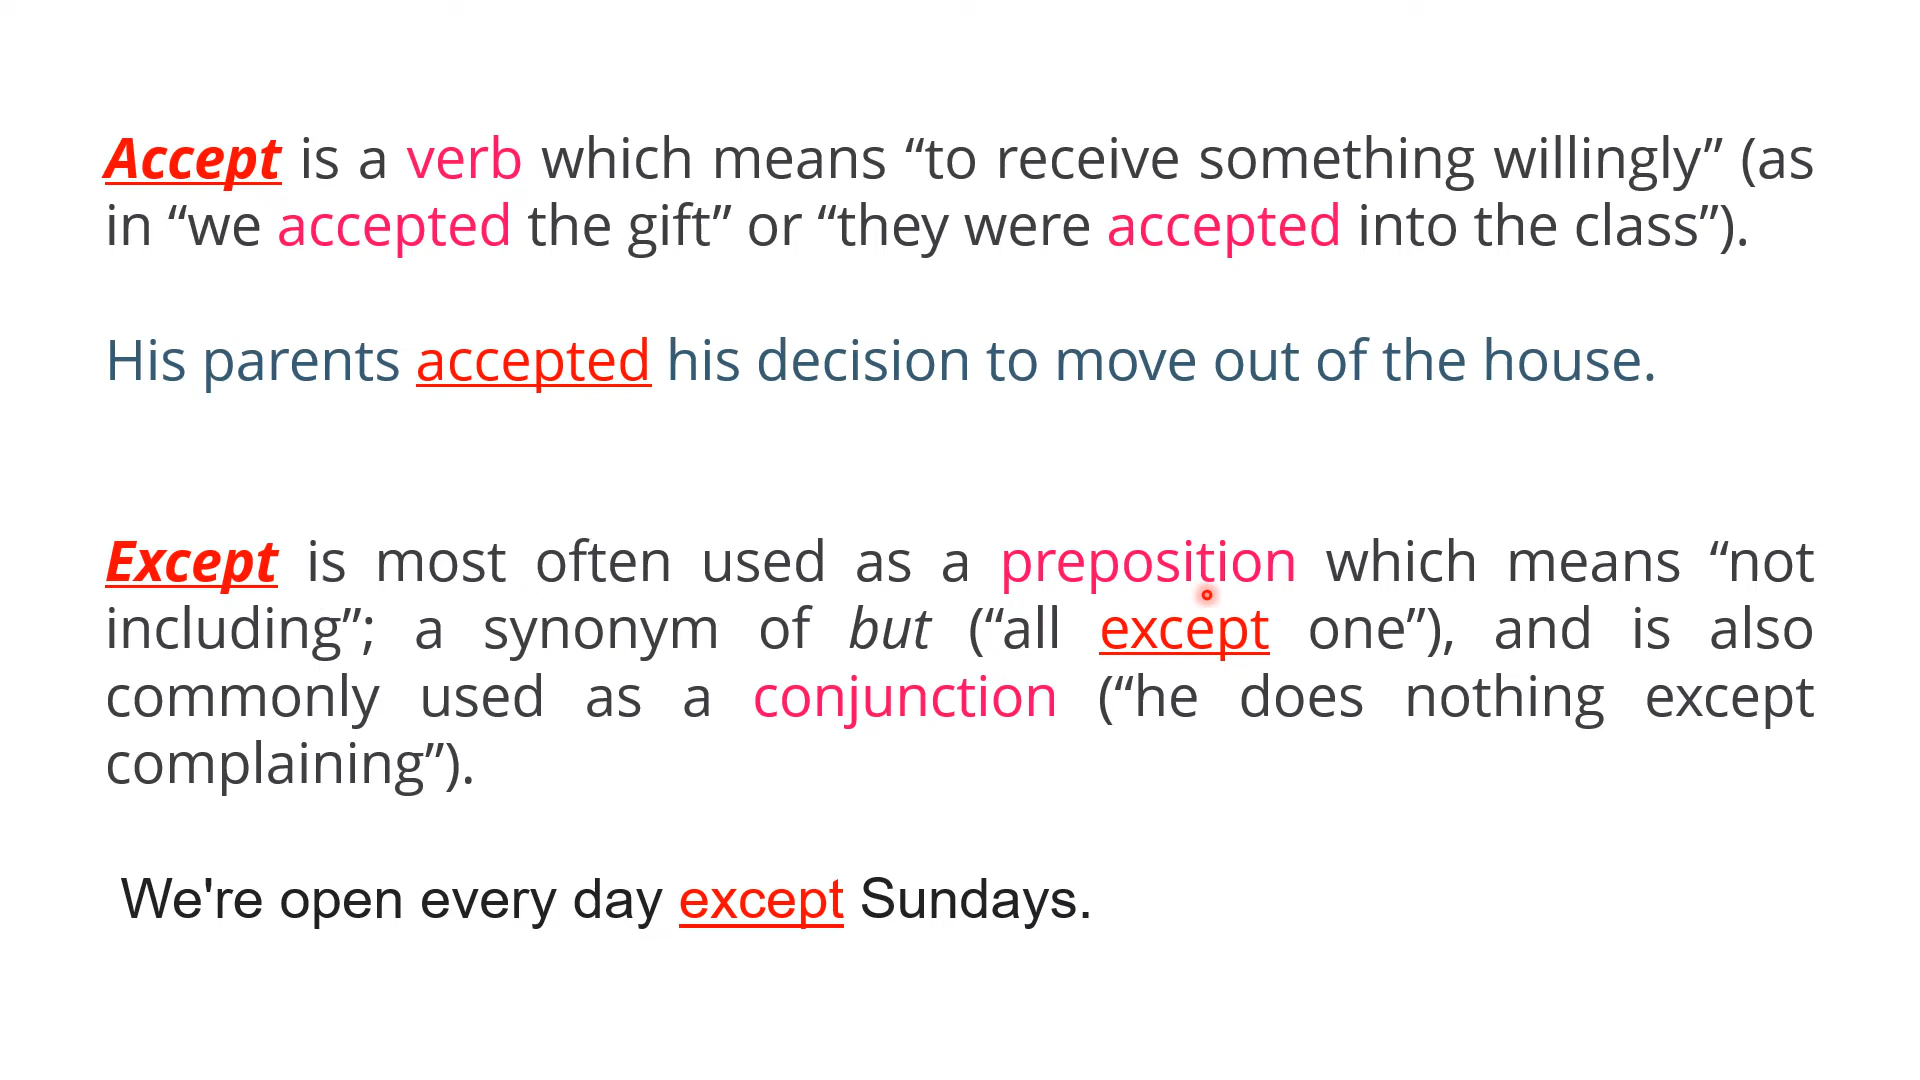 Accept is a verb which means “to receive something willingly” (as
in “we accepted the gift” or “they were accepted into the class”).
His parents accepted his decision to move out of the house.
Except is most often used as a preposition which means “not
including”; a synonym of but (“all except one”), and is also
commonly used as a conjunction (“he does nothing except
complaining”).
We're open every day except Sundays.